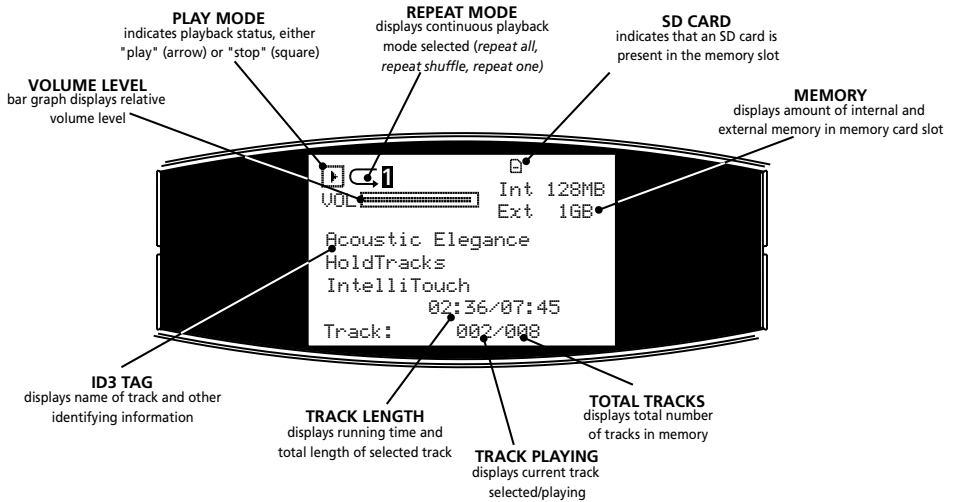 PLAY MODE
indicates playback status, either
"play" (arrow) or "stop" (square)
REPEAT MODE
displays continuous playback
mode selected (repeat all,
repeat shuffle, repeat one)
SD CARD
indicates that an SD card is
present in the memory slot
VOLUME LEVEL
bar graph displays relative
volume level
MEMORY
displays amount of internal and
external memory in memory card slot
1
VOL
Int 128MB
Ext 1GB
Acoustic Elegance
HoldTracks
IntelliTouch
02:36/07:45
Track: 002/008
ID3 TAG
displays name of track and other
identifying information
TRACK LENGTH
displays running time and
total length of selected track
TRACK PLAYING
displays current track
selected/playing
TOTAL TRACKS
displays total number
of tracks in memory